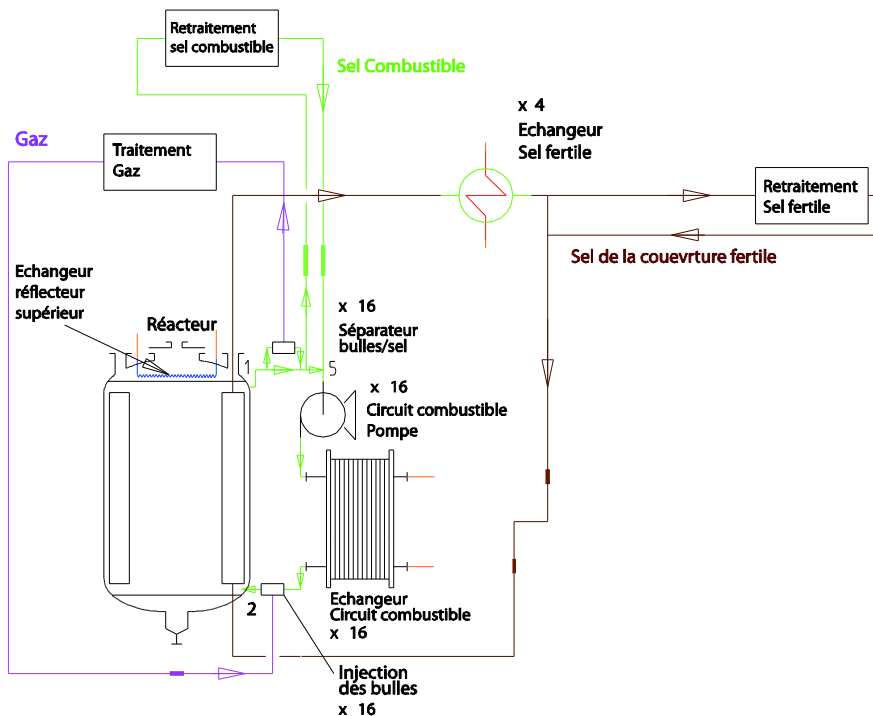 Retraitement
sel combustible
Sel Combustible
x 4
Echangeur
Sel fertile
Gaz
Traitement
Gaz
Retraitement
Sel fertile
Sel de la couevrture fertile
Echangeur
réflecteur
supérieur
Réacteur
x 16
Séparateur
bulles/sel
1
5
x 16
Circuit combustible
Pompe
2
Echangeur
Circuit combustible
x 16
Injection
des bulles
x 16